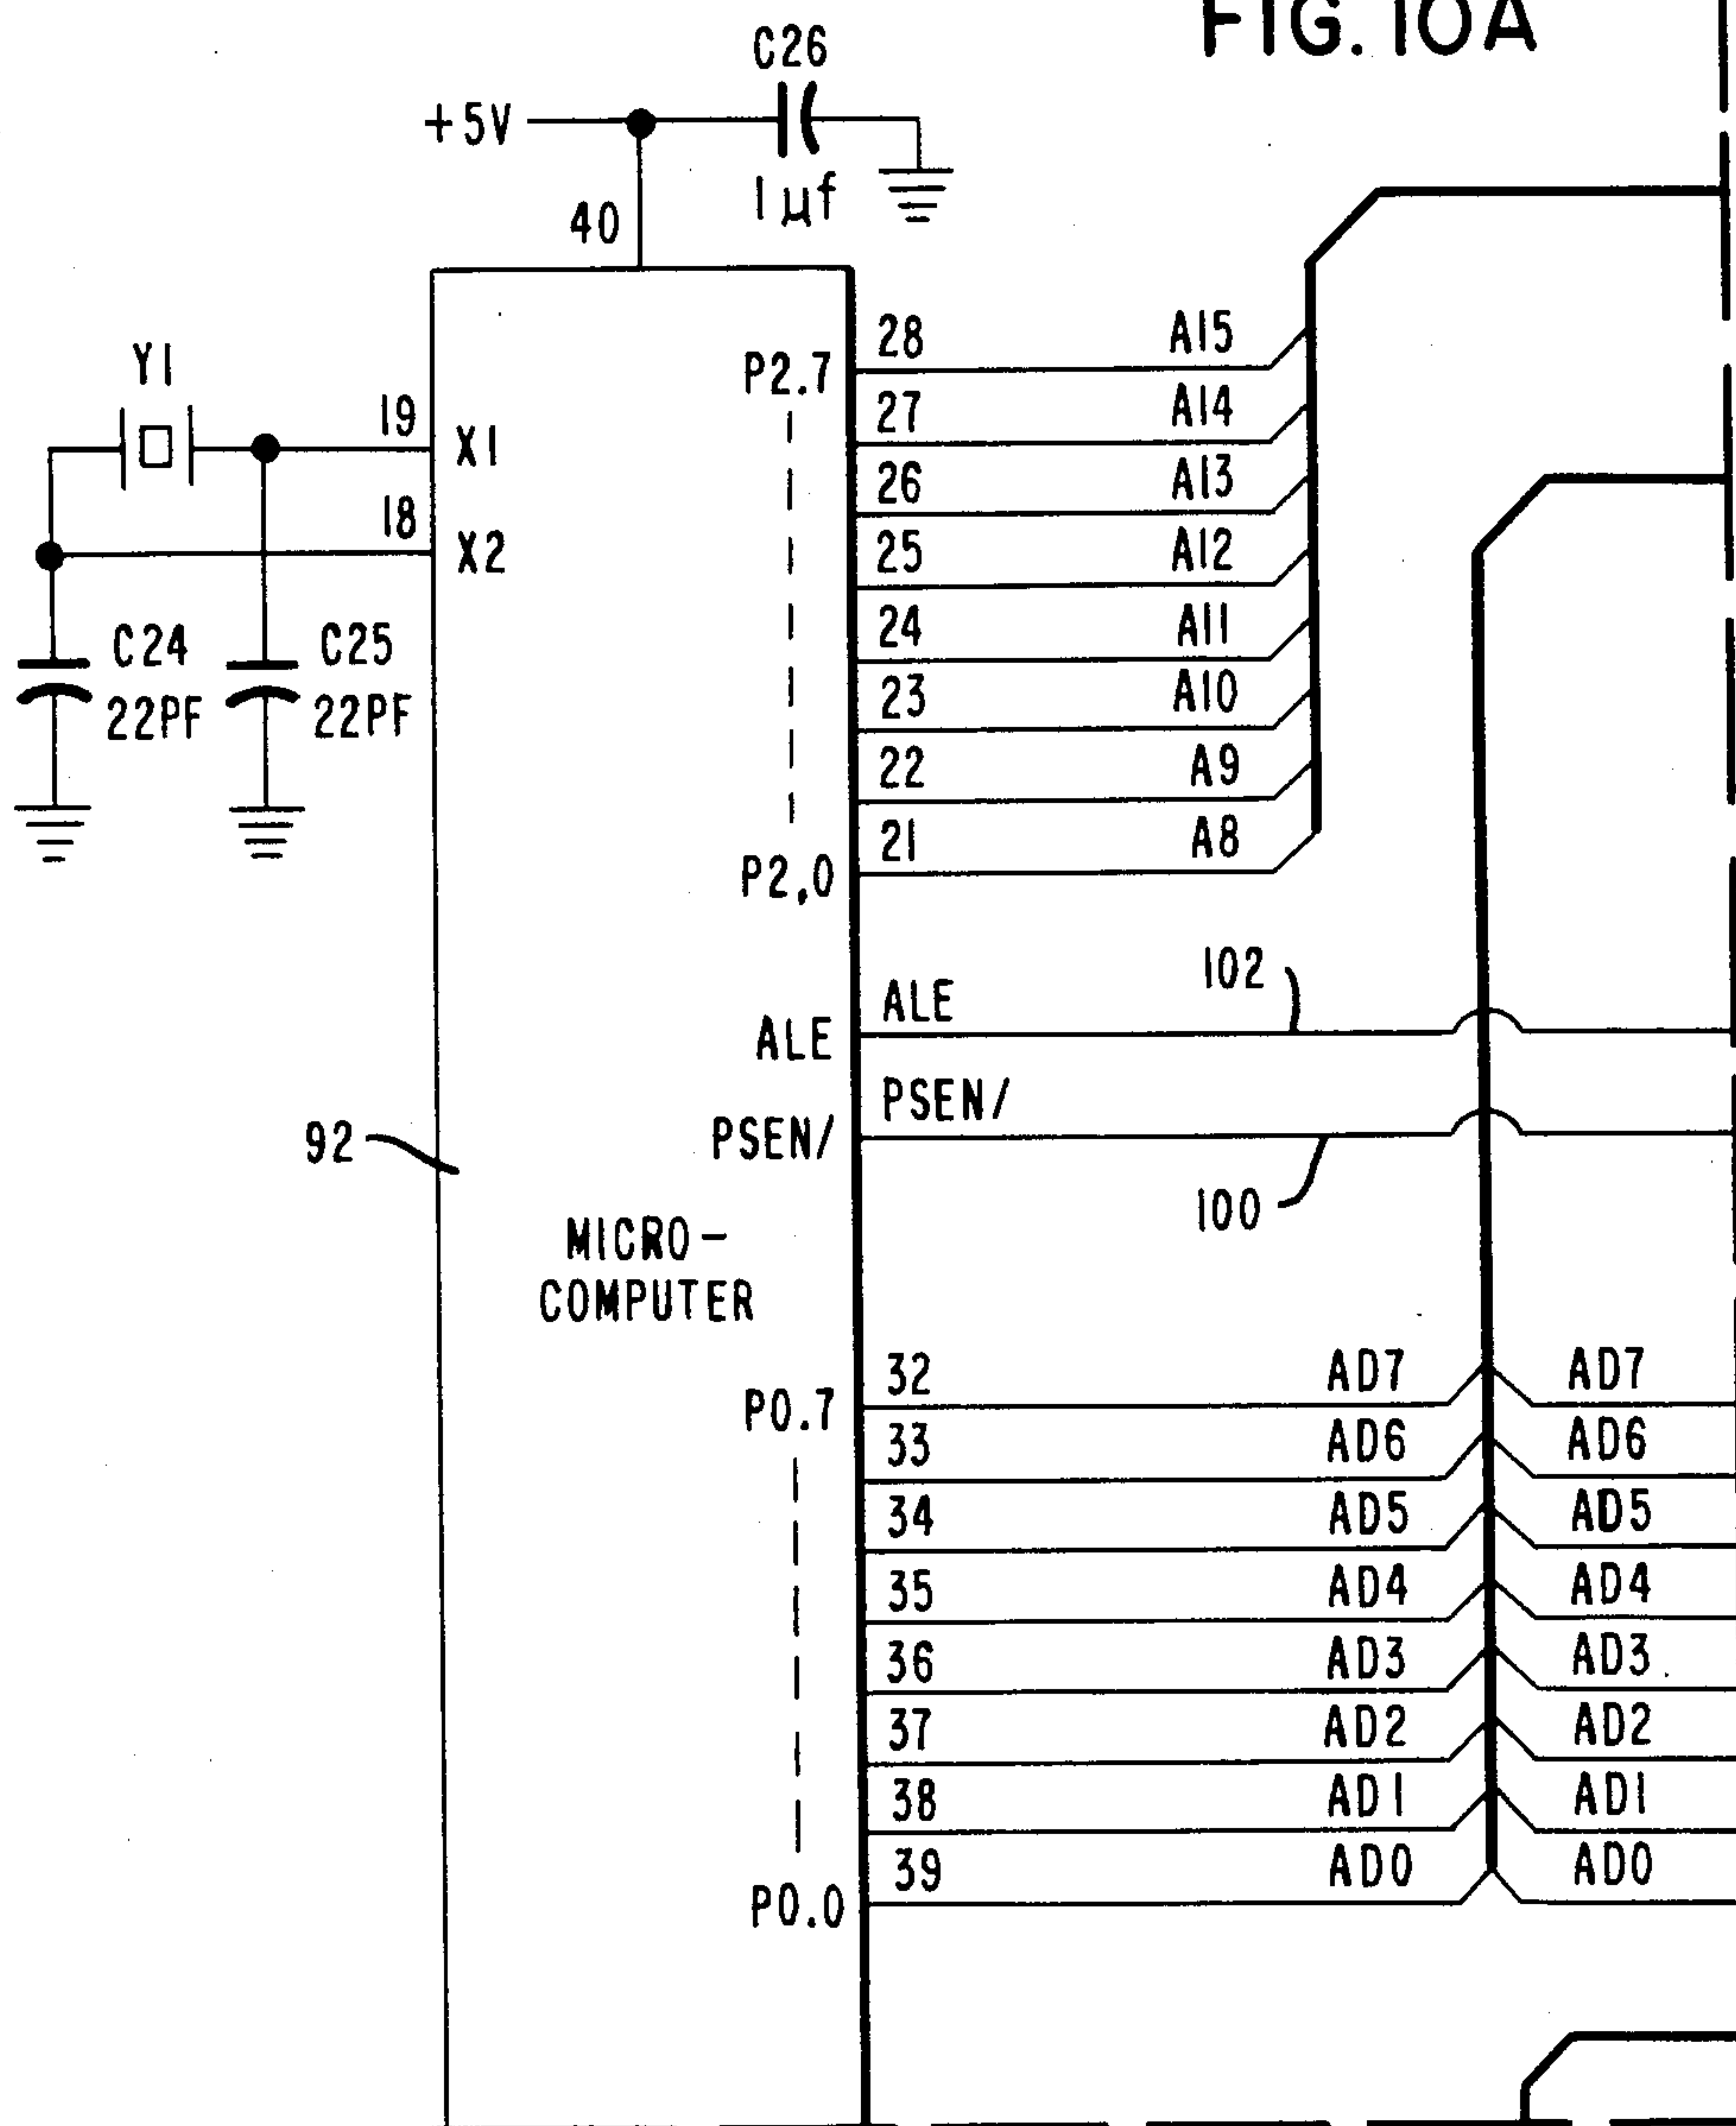 FIG. 10A
C26
+5V
1µf
40
Y1
19
X1
18
X2
C24
22PF
C25
22PF
P2.7
28 A15
27 A14
26 A13
25 A12
24 A11
23 A10
22 A9
21 A8
P2,0
102
ALE
ALE
PSEN/
PSEN/
92
100
MICRO-
COMPUTER
32 AD7 AD7
P0.7
33 AD6 AD6
34 AD5 AD5
35 AD4 AD4
36 AD3 AD3
37 AD2 AD2
38 AD1 AD1
39 AD0 AD0
P0.0